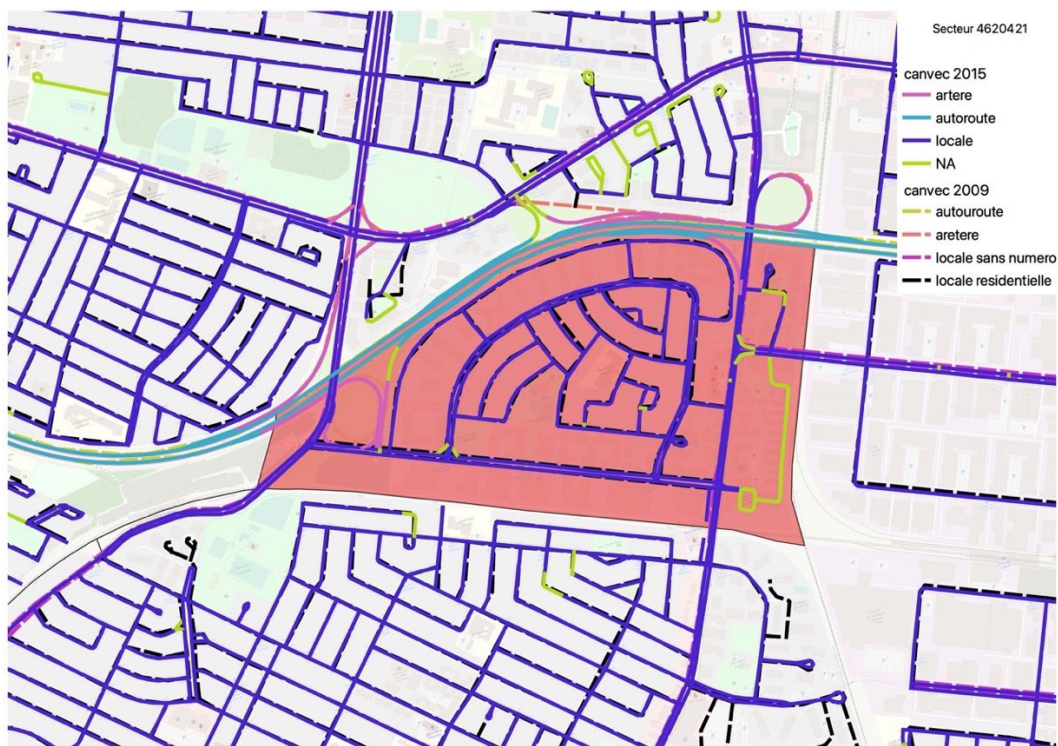 Secteur 4620421
canvec 2015
artere
autoroute
locale
NA
canvec 2009
autouroute
aretere
locale sans numero
locale residentielle